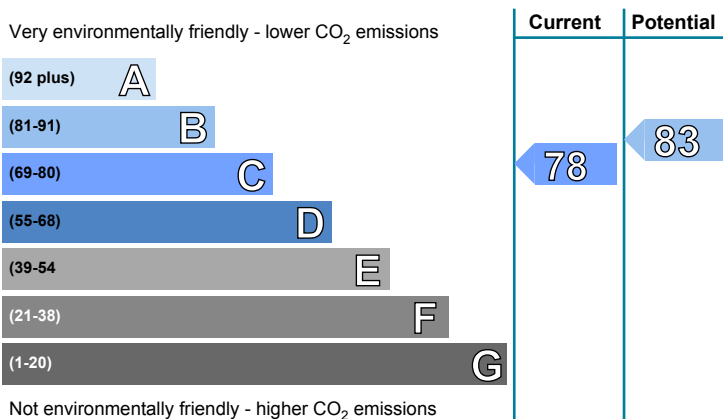 Current Potential
Very environmentally friendly - lower CO2 emissions
(92 plus) A
(81-91) B
83
(69-80) C
78
(55-68) D
(39-54 E
(21-38) F
(1-20) G
Not environmentally friendly - higher CO2 emissions